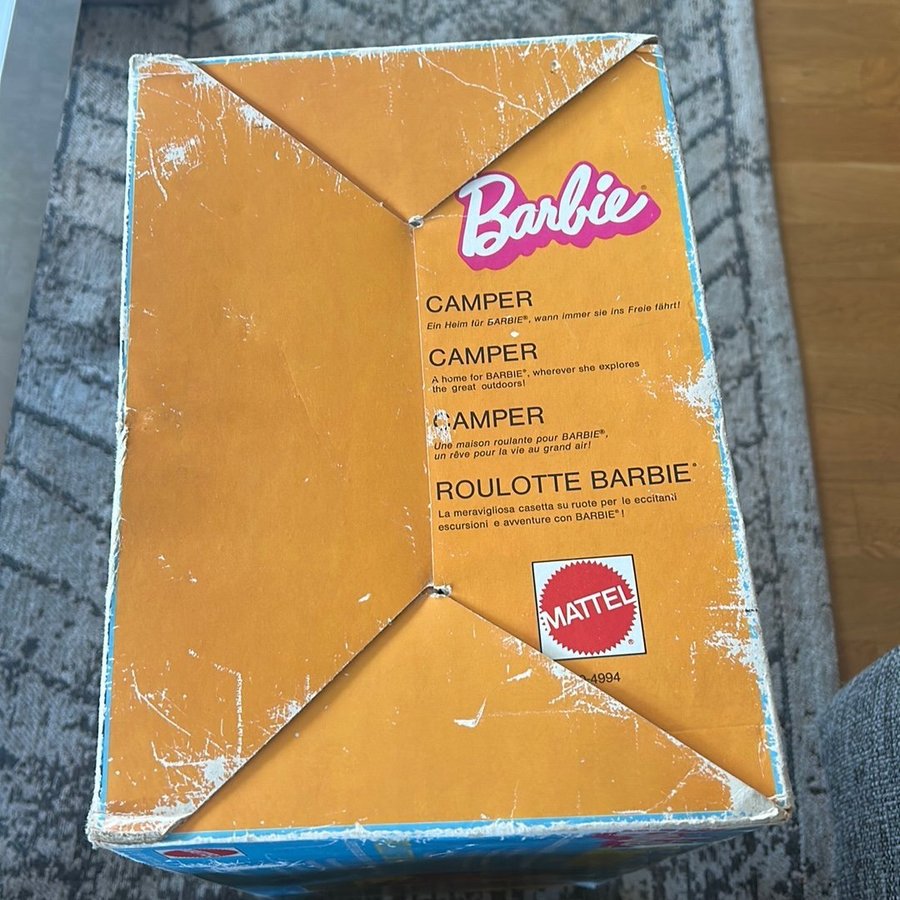 Barbie®
CAMPER
Ein Heim für BARBIE®, wann immer sie ins Freie fährt!
CAMPER
A home for BARBIE®, wherever she explores
the great outdoors!
CAMPER
Une maison roulante pour BARBIE®,
un rêve pour la vie au grand air!
ROULOTTE BARBIE®
La meravigliosa casetta su ruote per le eccitanti
escursioni e avventure con BARBIE®!
MATTEL®
-4994